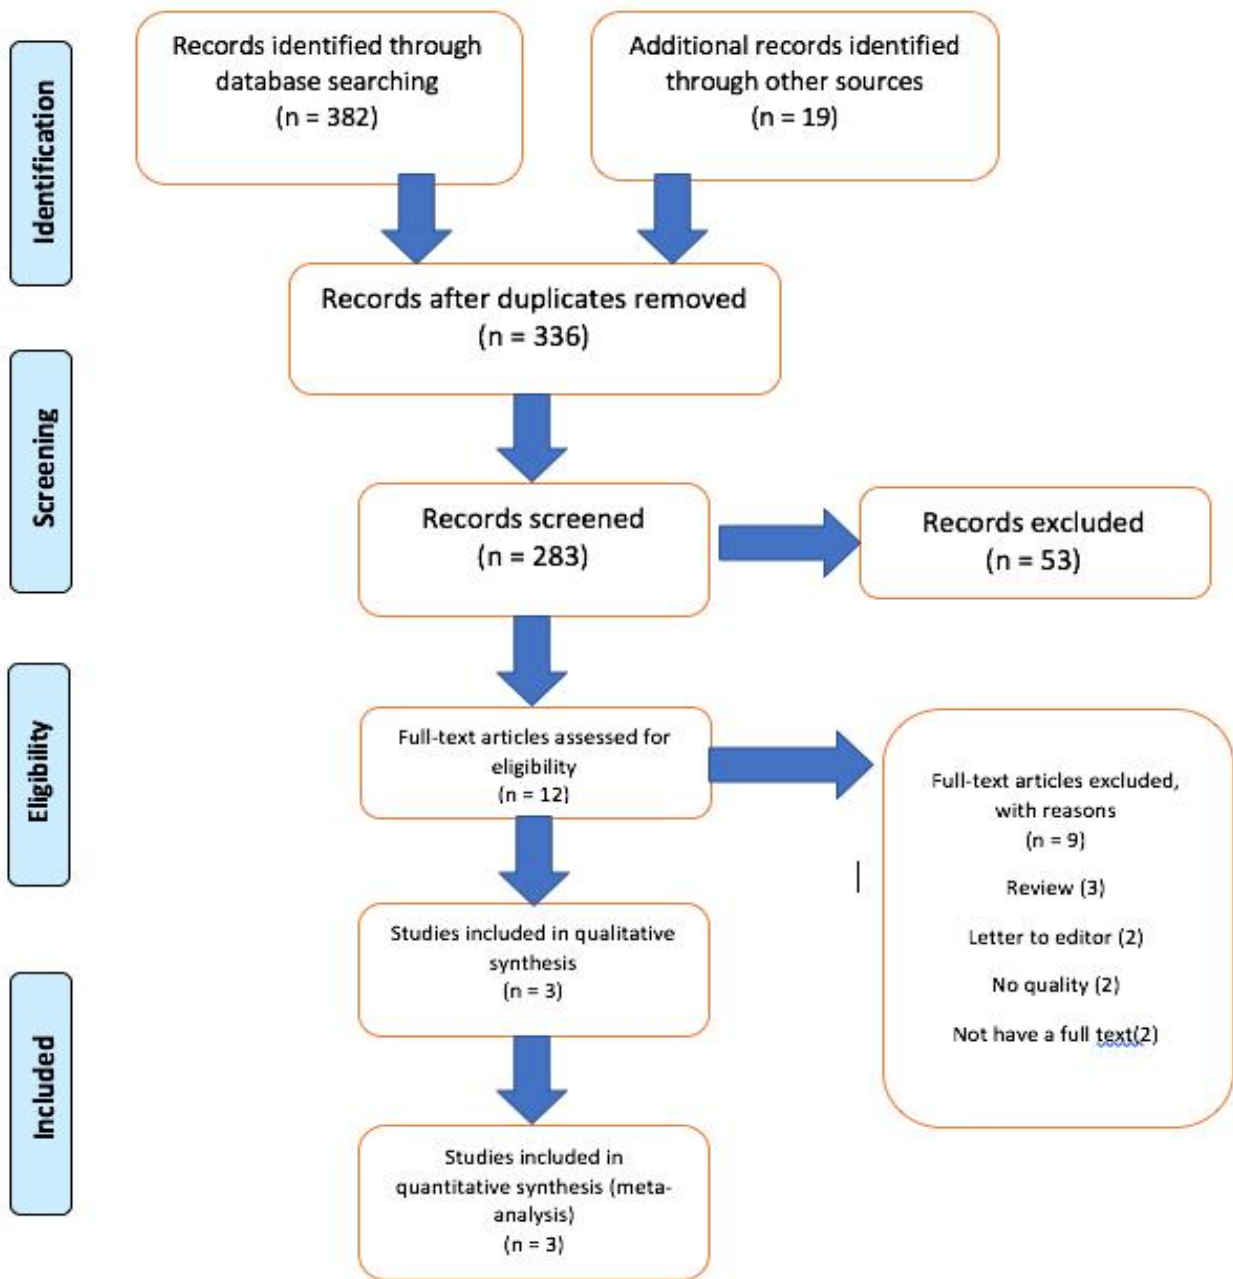 Identification
Records identified through
database searching
(n = 382)
Additional records identified
through other sources
(n = 19)
Records after duplicates removed
(n = 336)
Screening
Records screened
(n = 283)
Records excluded
(n = 53)
Eligibility
Full-text articles assessed for
eligibility
(n = 12)
Full-text articles excluded,
with reasons
(n = 9)
Review (3)
Letter to editor (2)
No quality (2)
Not have a full text(2)
Included
Studies included in qualitative
synthesis
(n = 3)
Studies included in
quantitative synthesis (meta-
analysis)
(n = 3)